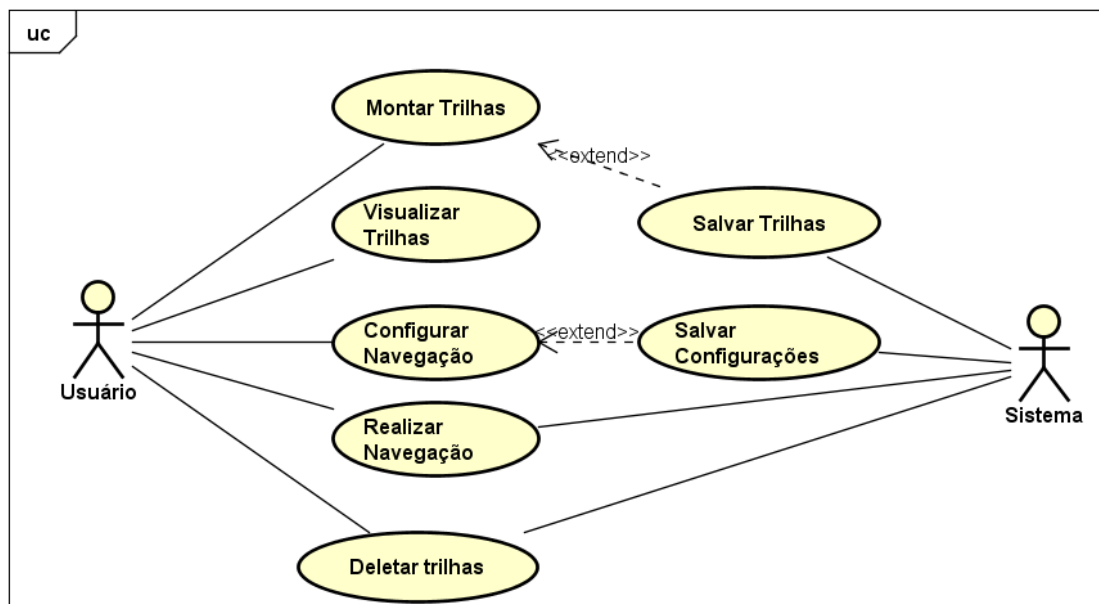 uc
Montar Trilhas
<<extend>>
Visualizar
Trilhas
Salvar Trilhas
Configurar
Navegação
<<extend>>
Salvar
Configurações
Usuário
Sistema
Realizar
Navegação
Deletar trilhas